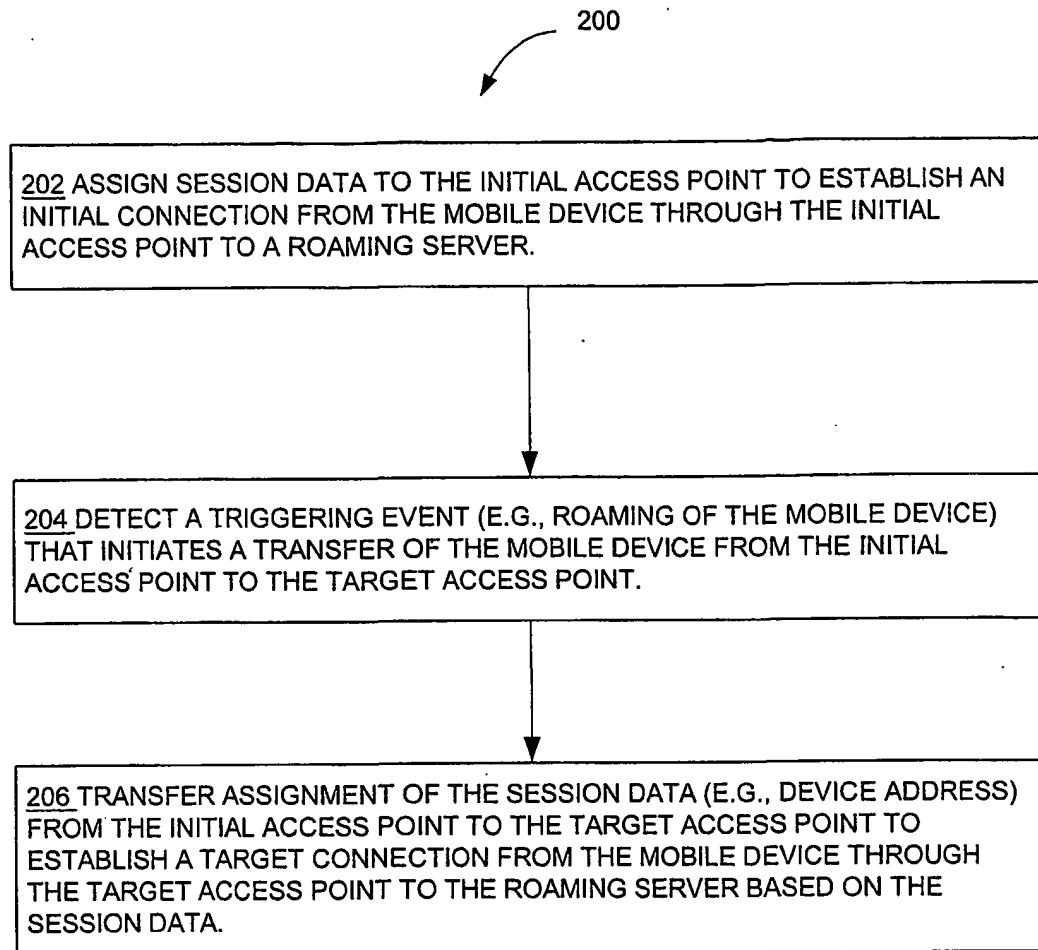 200
202 ASSIGN SESSION DATA TO THE INITIAL ACCESS POINT TO ESTABLISH AN
INITIAL CONNECTION FROM THE MOBILE DEVICE THROUGH THE INITIAL
ACCESS POINT TO A ROAMING SERVER.
204 DETECT A TRIGGERING EVENT (E.G., ROAMING OF THE MOBILE DEVICE)
THAT INITIATES A TRANSFER OF THE MOBILE DEVICE FROM THE INITIAL
ACCESS POINT TO THE TARGET ACCESS POINT.
206 TRANSFER ASSIGNMENT OF THE SESSION DATA (E.G., DEVICE ADDRESS)
FROM THE INITIAL ACCESS POINT TO THE TARGET ACCESS POINT TO
ESTABLISH A TARGET CONNECTION FROM THE MOBILE DEVICE THROUGH
THE TARGET ACCESS POINT TO THE ROAMING SERVER BASED ON THE
SESSION DATA.